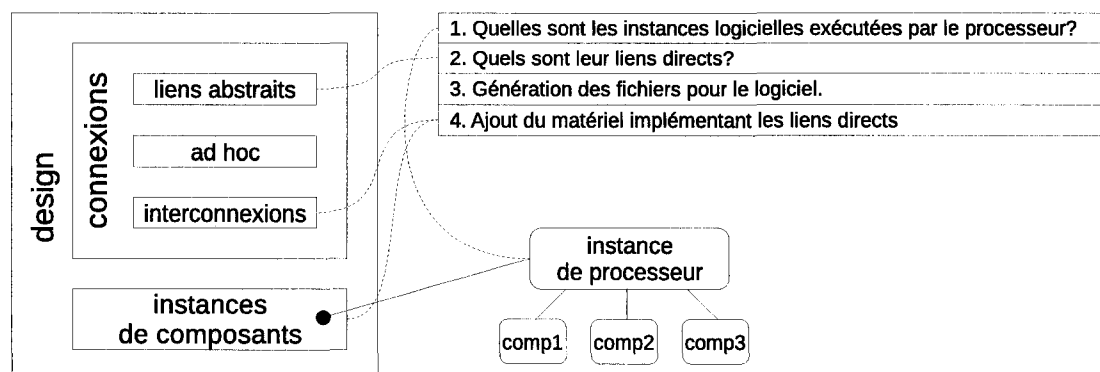 design
connexions
liens abstraits
ad hoc
interconnexions
instances
de composants
1. Quelles sont les instances logicielles exécutées par le processeur?
2. Quels sont leur liens directs?
3. Génération des fichiers pour le logiciel.
4. Ajout du matériel implémentant les liens directs
instance
de processeur
comp1
comp2
comp3